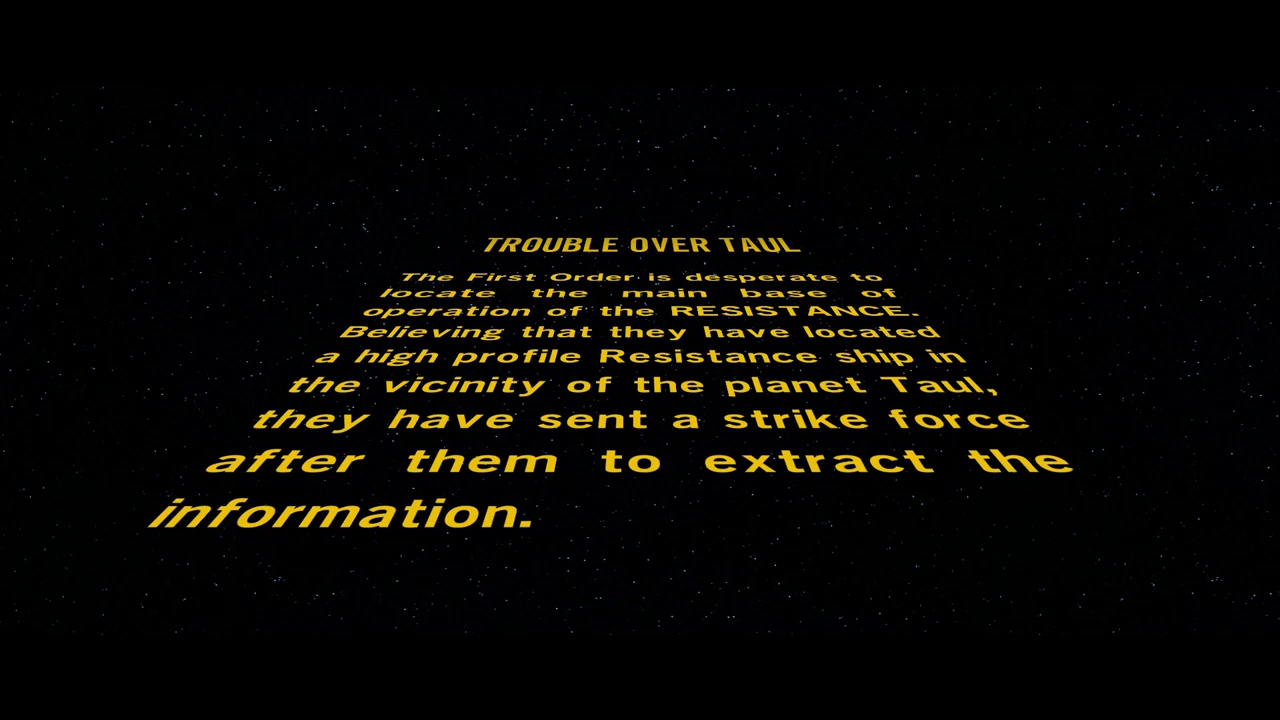 TROUBLE OVER TAUL
The First Order is desperate to
locate the main base of
operation of the RESISTANCE.
Believing that they have located
a high profile Resistance ship in
the vicinity of the planet Taul,
they have sent a strike force
after them to extract the
information.